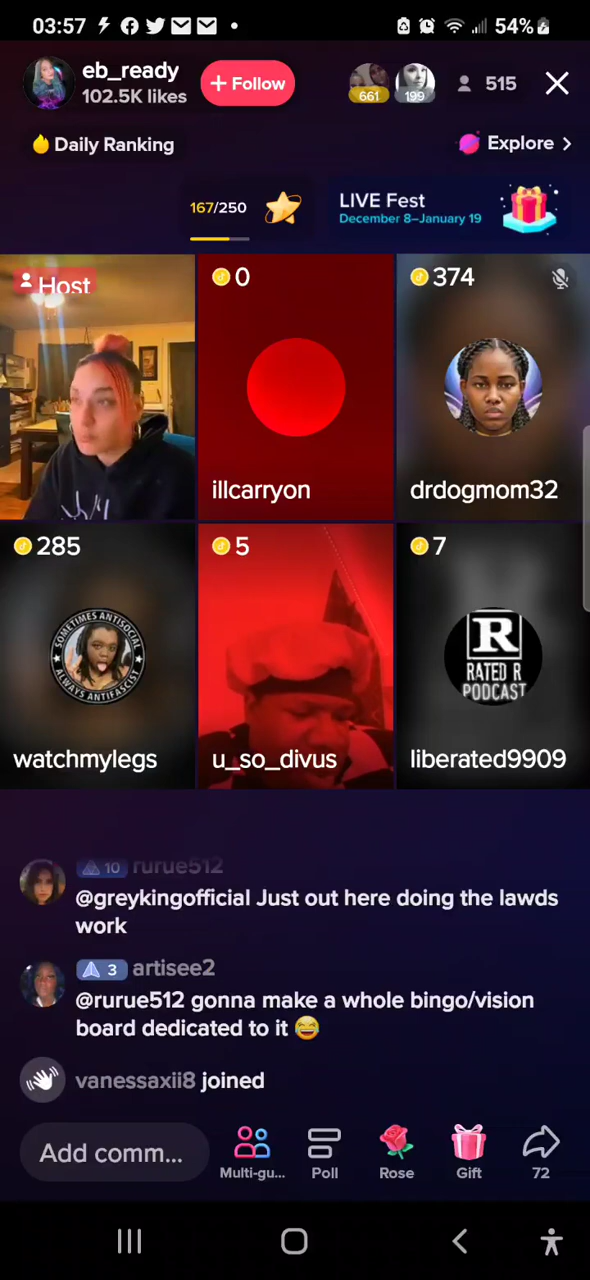 03:57
54%
eb_ready
102.5K likes
+ Follow
661
199
515
Daily Ranking
Explore >
167/250
LIVE Fest
December 8–January 19
Host
0
374
illcarryon
drdogmom32
285
5
7
SOMETIMES ANTISOCIAL
ALWAYS ANTIFASCIST
R
RATED R
PODCAST
watchmylegs
u_so_divus
liberated9909
10 rurue512
@greykingofficial Just out here doing the lawds
work
3 artisee2
@rurue512 gonna make a whole bingo/vision
board dedicated to it 😂
vanessaxii8 joined
Add comm...
Multi-gu...
Poll
Rose
Gift
72